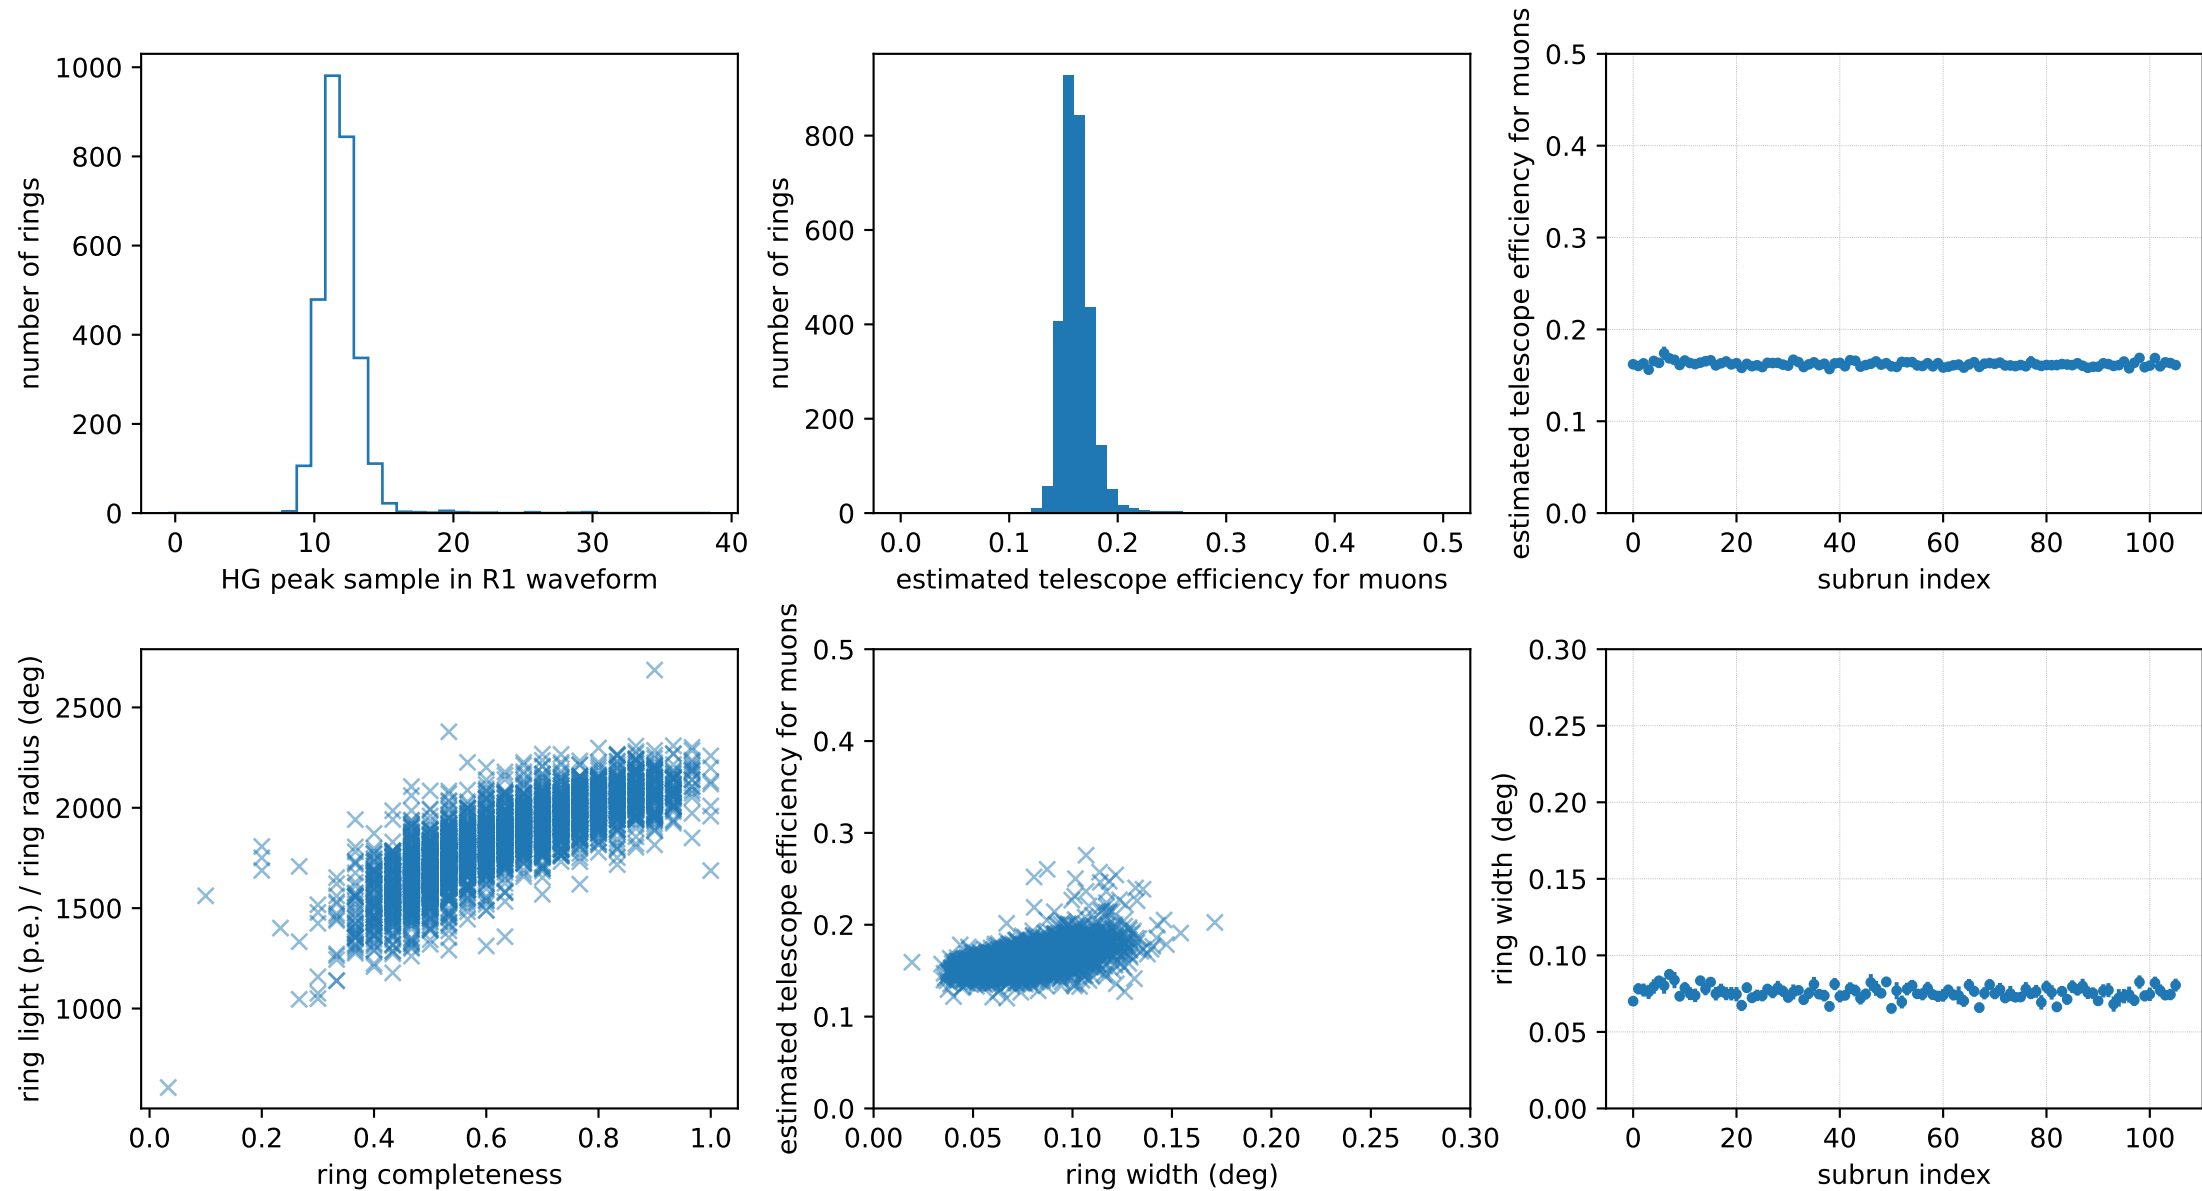 number of rings
1000
800
600
400
200
0
0 10 20 30 40
HG peak sample in R1 waveform
number of rings
800
600
400
200
0
0.0 0.1 0.2 0.3 0.4 0.5
estimated telescope efficiency for muons
estimated telescope efficiency for muons
0.5
0.4
0.3
0.2
0.1
0.0
0 20 40 60 80 100
subrun index
ring light (p.e.) / ring radius (deg)
2500
2000
1500
1000
0.0 0.2 0.4 0.6 0.8 1.0
ring completeness
estimated telescope efficiency for muons
0.5
0.4
0.3
0.2
0.1
0.0
0.00 0.05 0.10 0.15 0.20 0.25 0.30
ring width (deg)
ring width (deg)
0.30
0.25
0.20
0.15
0.10
0.05
0.00
0 20 40 60 80 100
subrun index